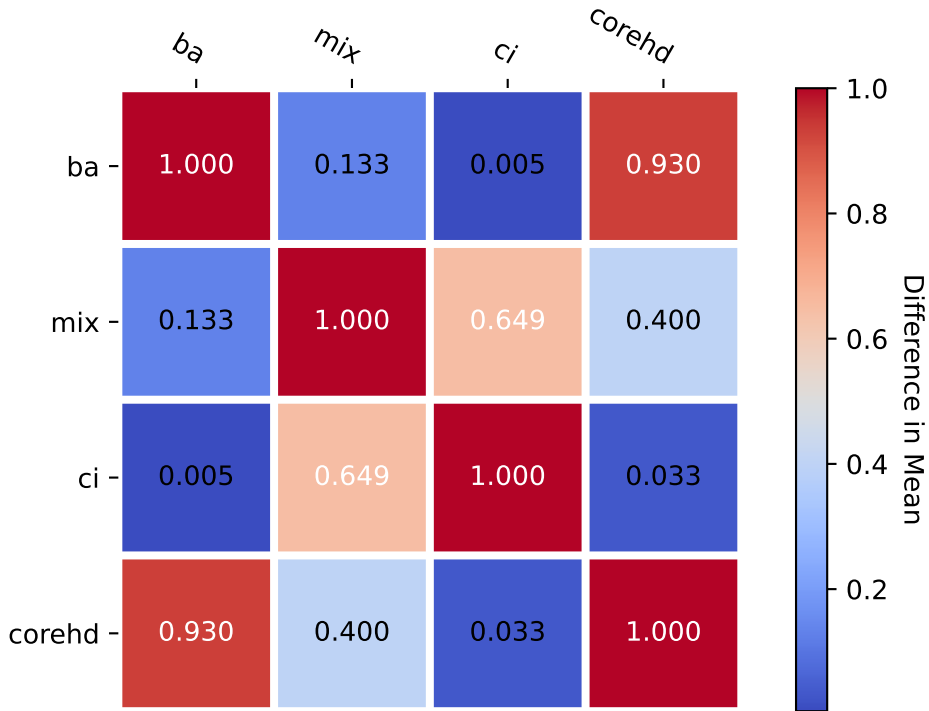 ba mix ci corehd
ba 1.000 0.133 0.005 0.930
mix 0.133 1.000 0.649 0.400
ci 0.005 0.649 1.000 0.033
corehd 0.930 0.400 0.033 1.000
1.0
0.8
0.6
0.4
0.2
Difference in Mean